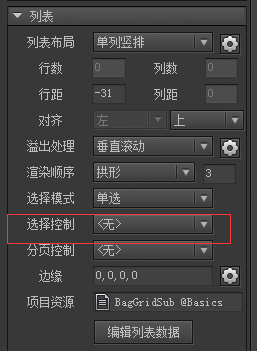 列表
列表布局 单列竖排
行数 0 列数 0
行距 -31 列距 0
对齐 左 上
溢出处理 垂直滚动
渲染顺序 拱形 3
选择模式 单选
选择控制 <无>
分页控制 <无>
边缘 0,0,0,0
项目资源 BagGridSub @Basics
编辑列表数据